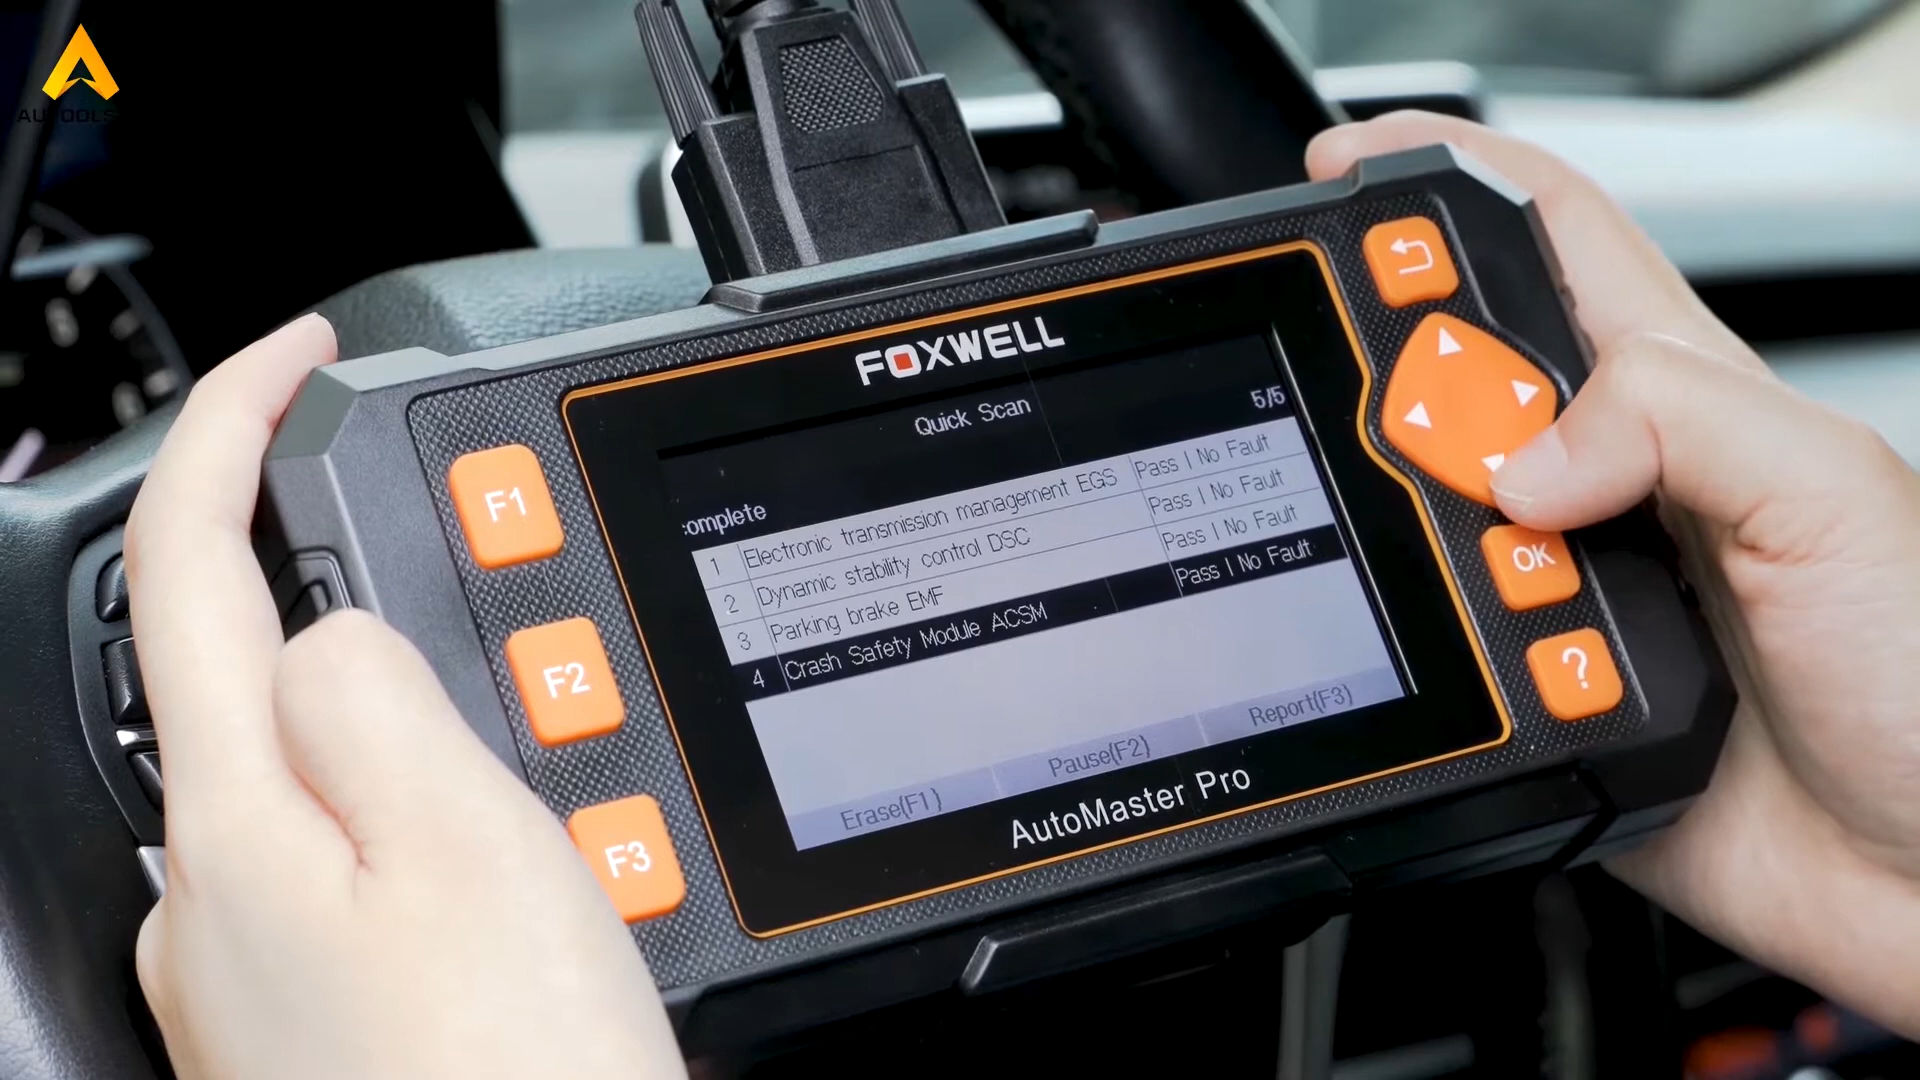 AUTOOLS
FOXWELL
Quick Scan 5/5
complete
1 Electronic transmission management EGS Pass | No Fault
2 Dynamic stability control DSC Pass | No Fault
3 Parking brake EMF Pass | No Fault
4 Crash Safety Module ACSM Pass | No Fault
Erase(F1) Pause(F2) Report(F3)
AutoMaster Pro
F1
F2
F3
OK
?